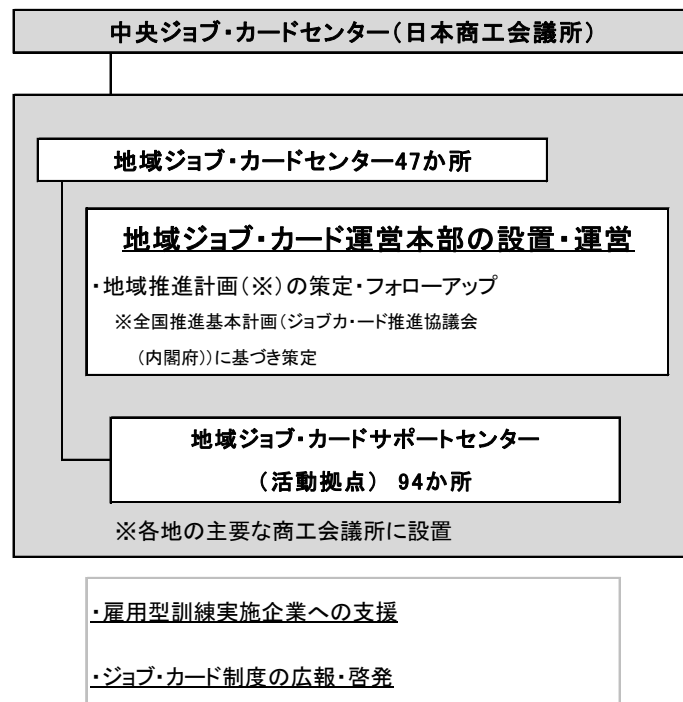 中央ジョブ・カードセンター（日本商工会議所）
地域ジョブ・カードセンター47か所
地域ジョブ・カード運営本部の設置・運営
・地域推進計画（※）の策定・フォローアップ
※全国推進基本計画（ジョブカ・ード推進協議会
（内閣府））に基づき策定
地域ジョブ・カードサポートセンター
（活動拠点） 94か所
※各地の主要な商工会議所に設置
・雇用型訓練実施企業への支援
・ジョブ・カード制度の広報・啓発